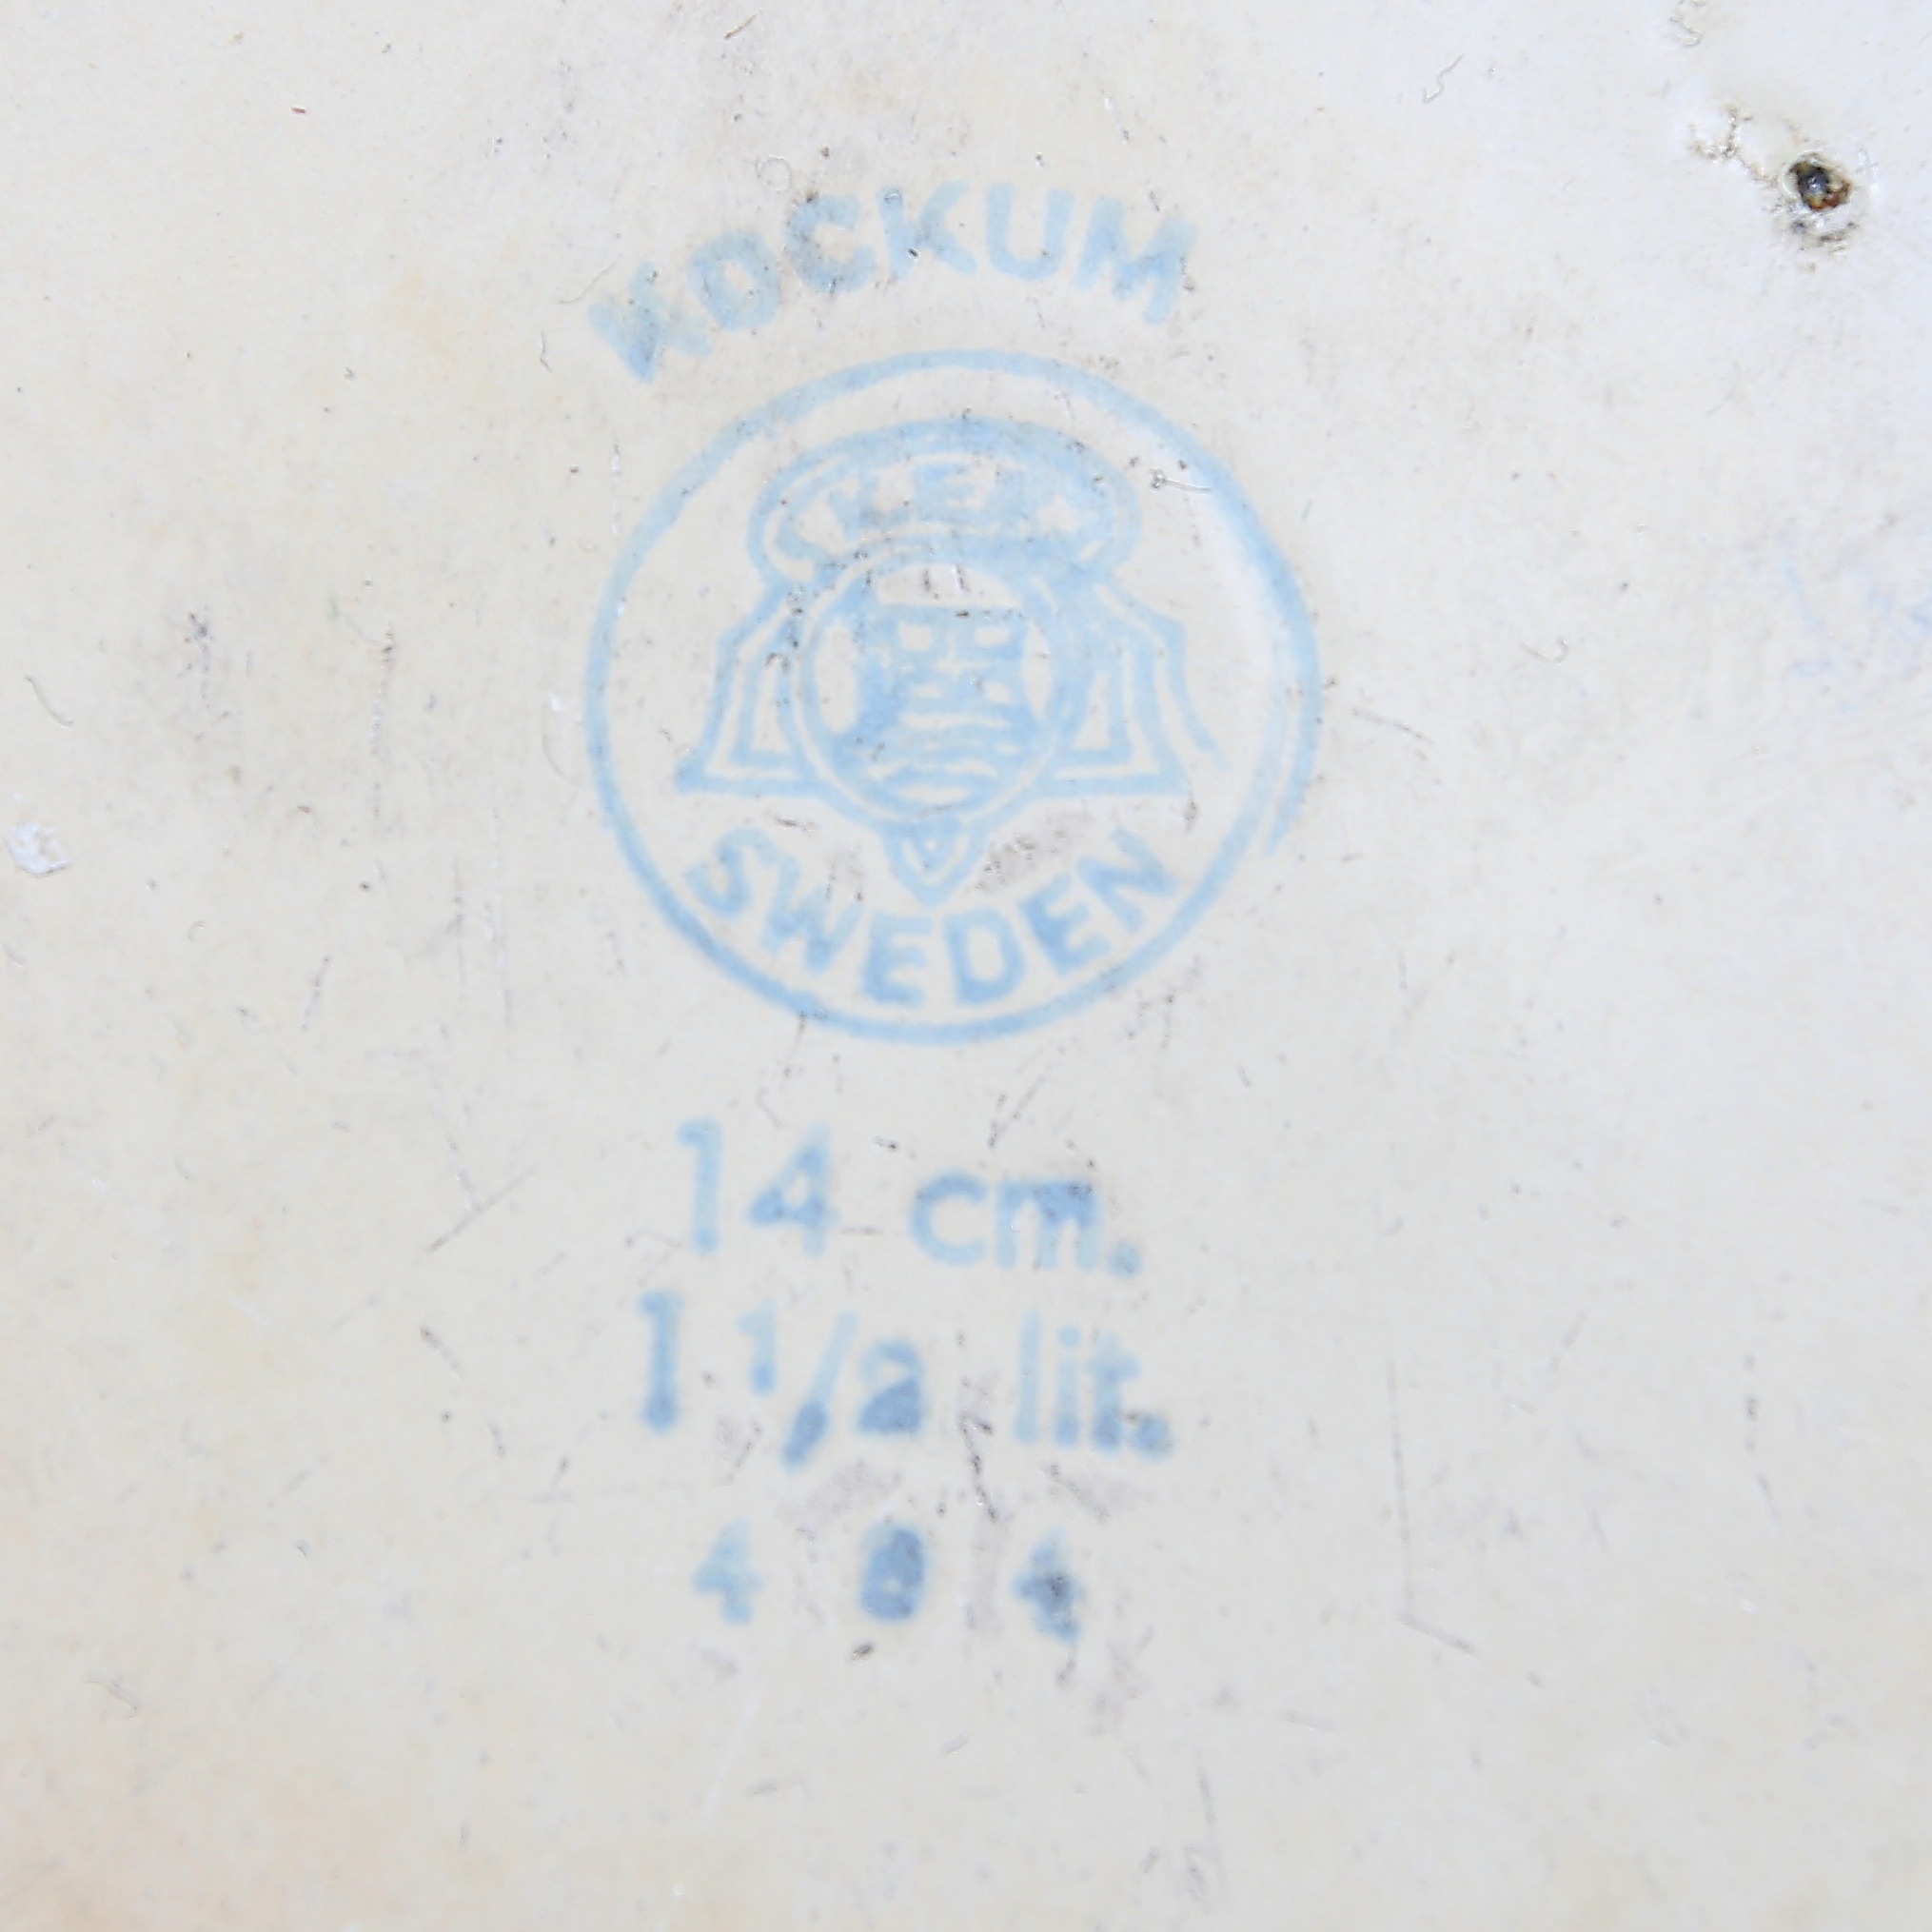 KOCKUM
SWEDEN
14 cm.
1 1/2 lit.